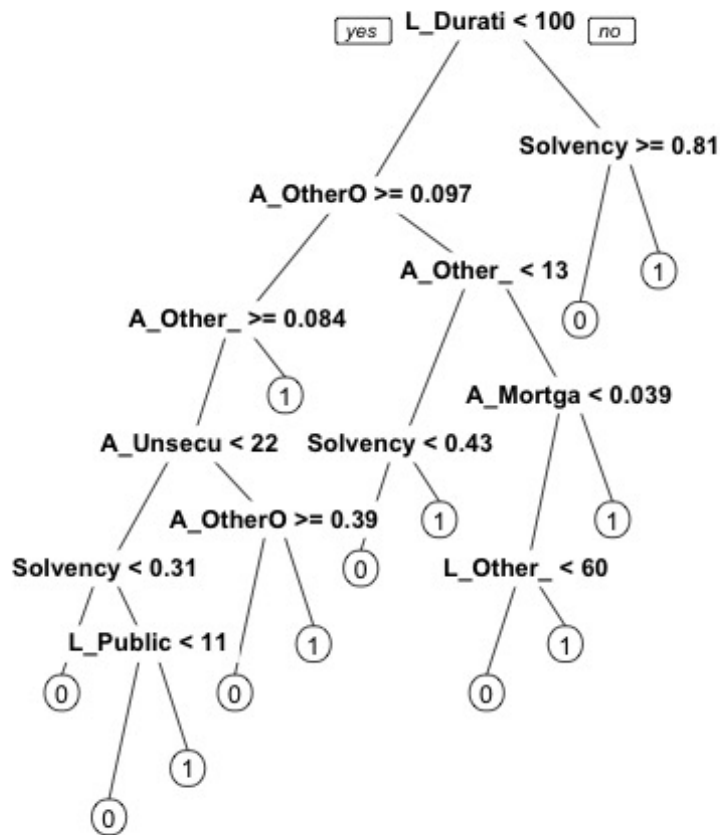 L_Durati < 100
yes
no
Solvency >= 0.81
A_OtherO >= 0.097
A_Other_ < 13
1
0
A_Other_ >= 0.084
1
A_Mortga < 0.039
A_Unsecu < 22
Solvency < 0.43
A_OtherO >= 0.39
1
1
0
Solvency < 0.31
L_Other_ < 60
L_Public < 11
1
1
0
0
0
1
0